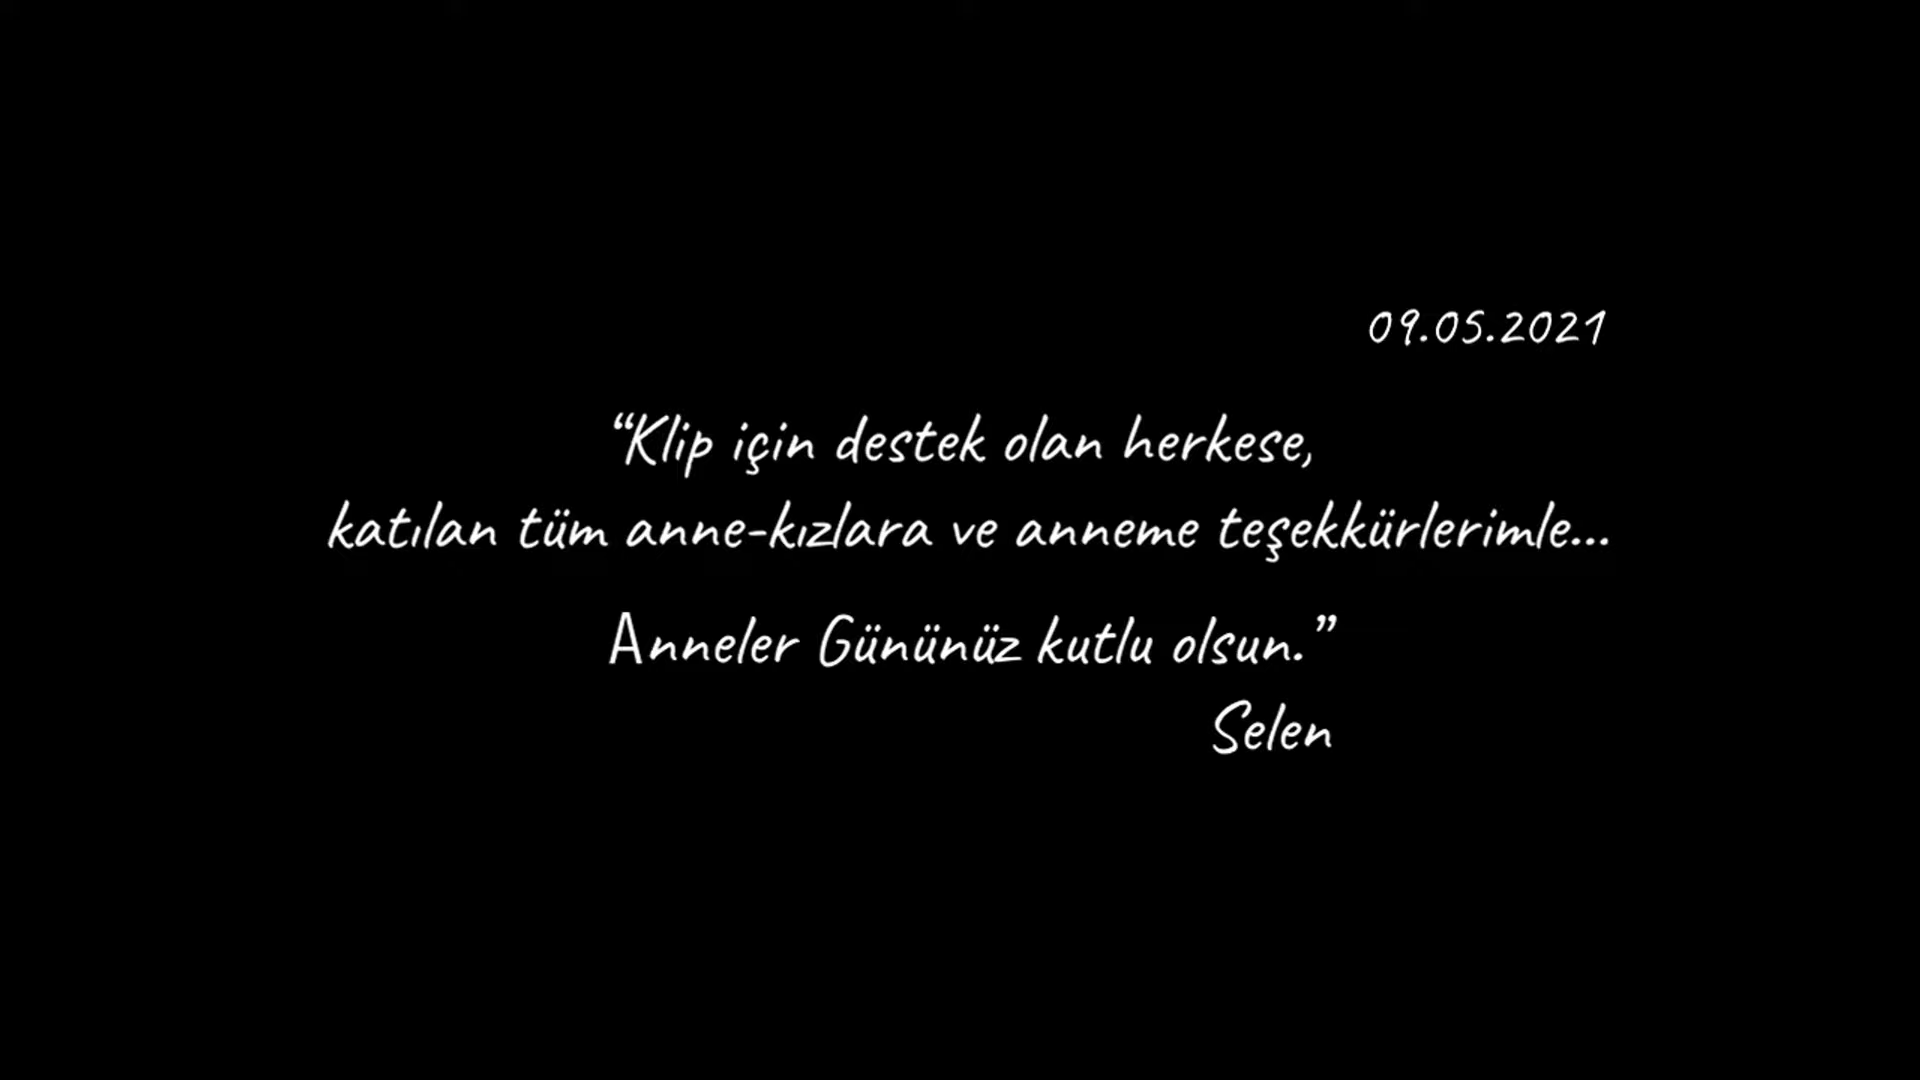 09.05.2021
“Klip için destek olan herkese,
katılan tüm anne-kızlara ve anneme teşekkürlerimle...
Anneler Gününüz kutlu olsun.”
Selen